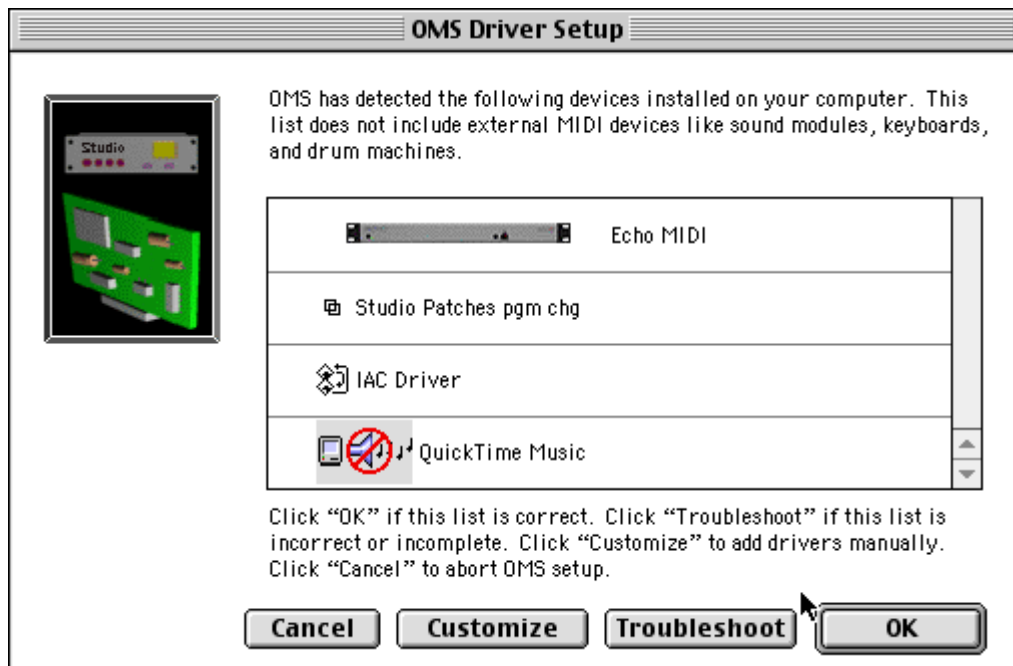 OMS Driver Setup
Studio
OMS has detected the following devices installed on your computer. This
list does not include external MIDI devices like sound modules, keyboards,
and drum machines.
Echo MIDI
Studio Patches pgm chg
IAC Driver
QuickTime Music
Click “OK” if this list is correct. Click “Troubleshoot” if this list is
incorrect or incomplete. Click “Customize” to add drivers manually.
Click “Cancel” to abort OMS setup.
Cancel
Customize
Troubleshoot
OK